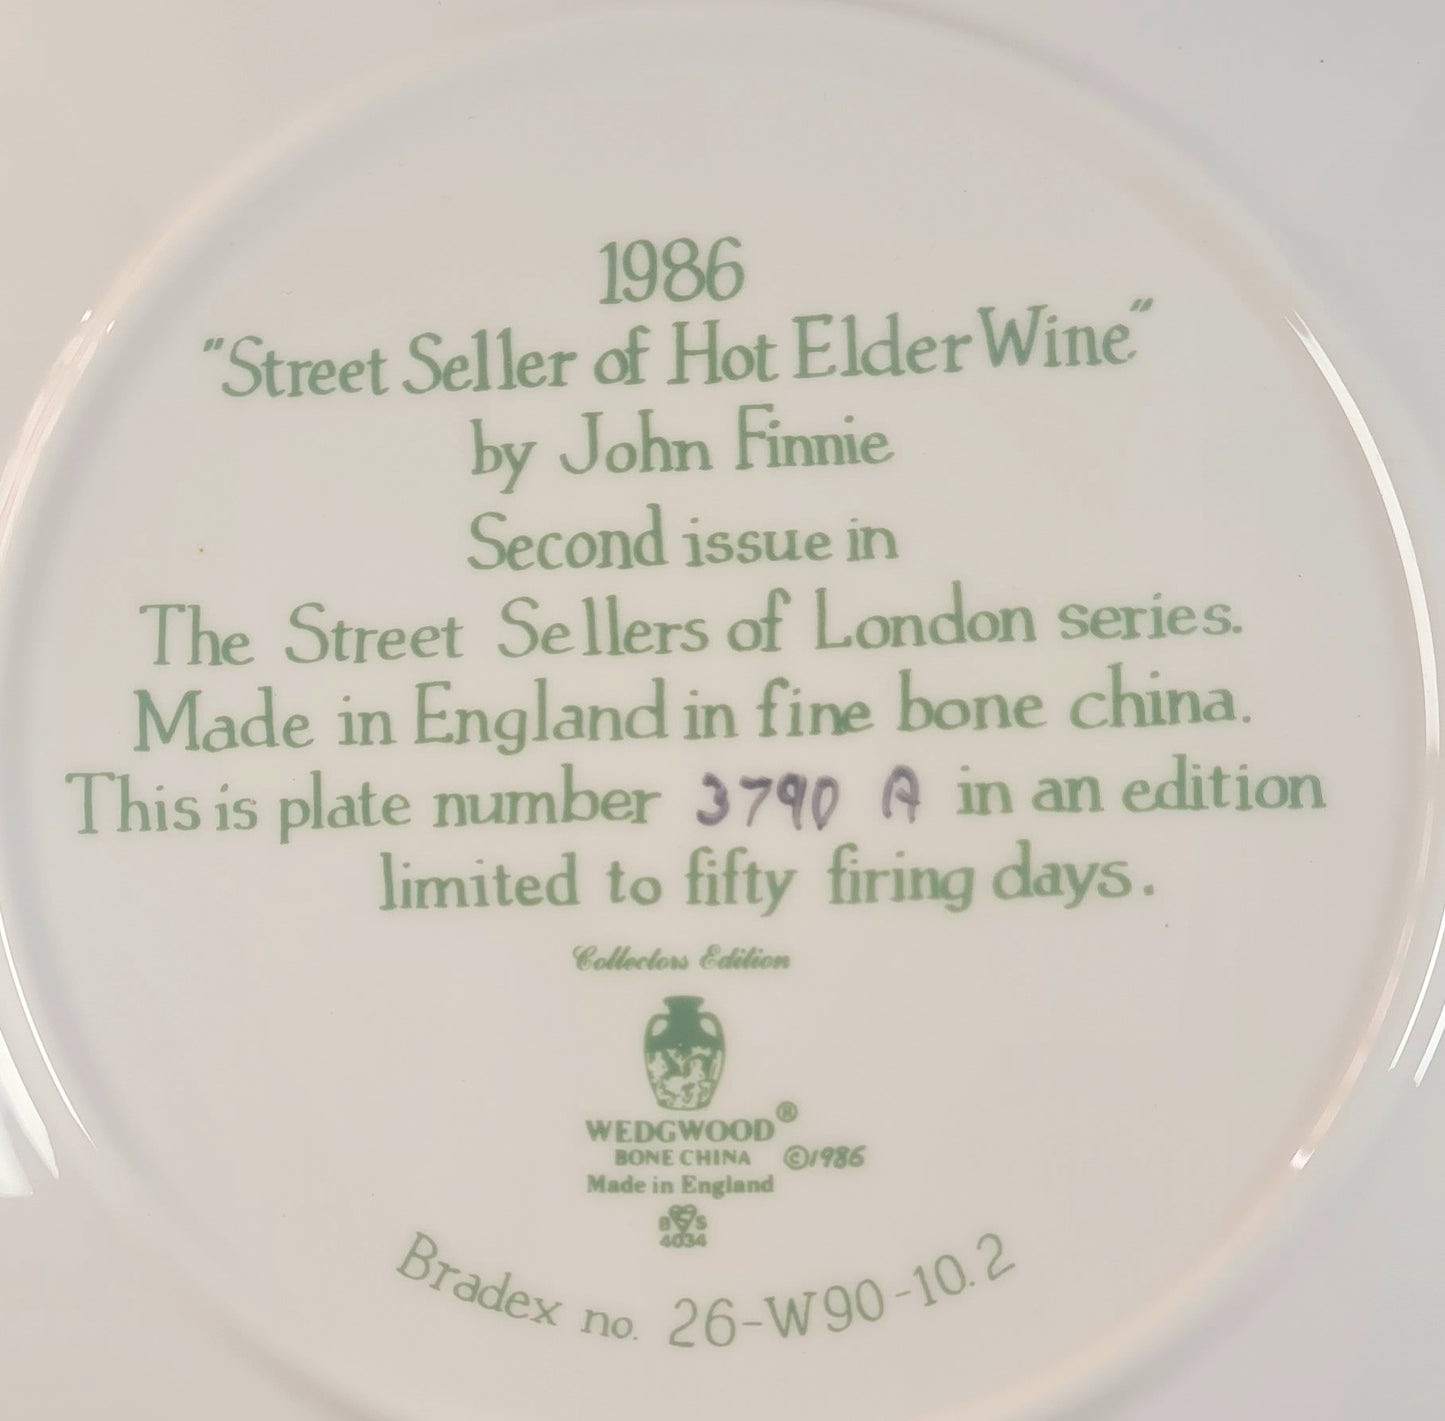 1986
"Street Seller of Hot Elder Wine"
by John Finnie
Second issue in
The Street Sellers of London series.
Made in England in fine bone china.
This is plate number 3790 A in an edition
limited to fifty firing days.
Collectors Edition
WEDGWOOD®
BONE CHINA ©1986
Made in England
B S
4034
Bradex no. 26-W90-10.2